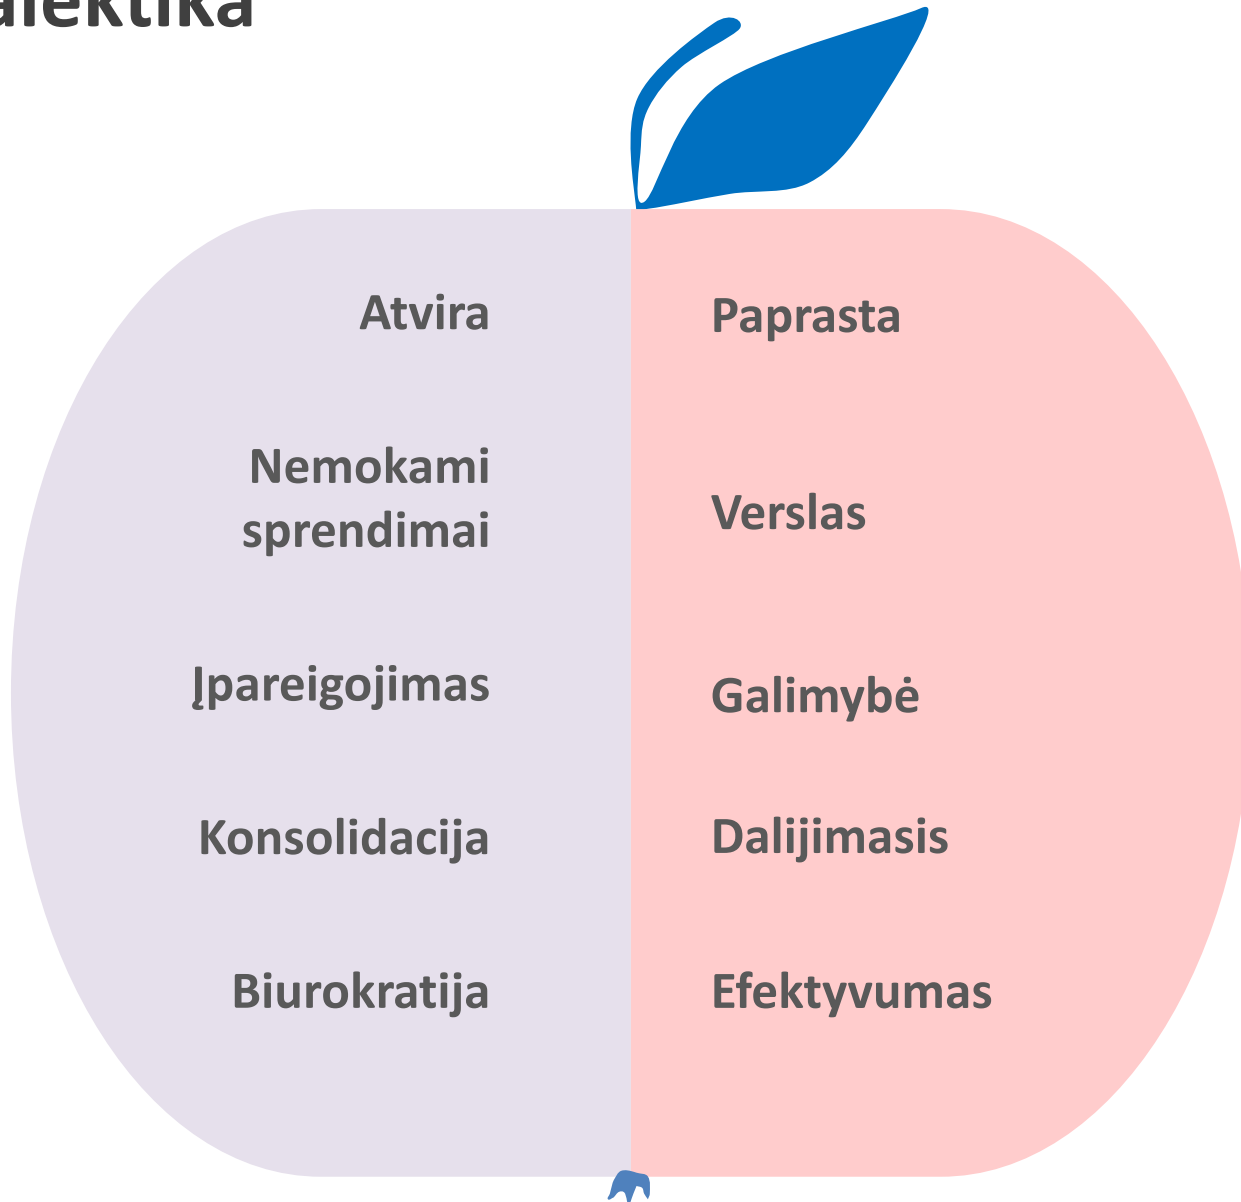 Atvira
Paprasta
Nemokami
sprendimai
Verslas
Įpareigojimas
Galimybė
Konsolidacija
Dalijimasis
Biurokratija
Efektyvumas